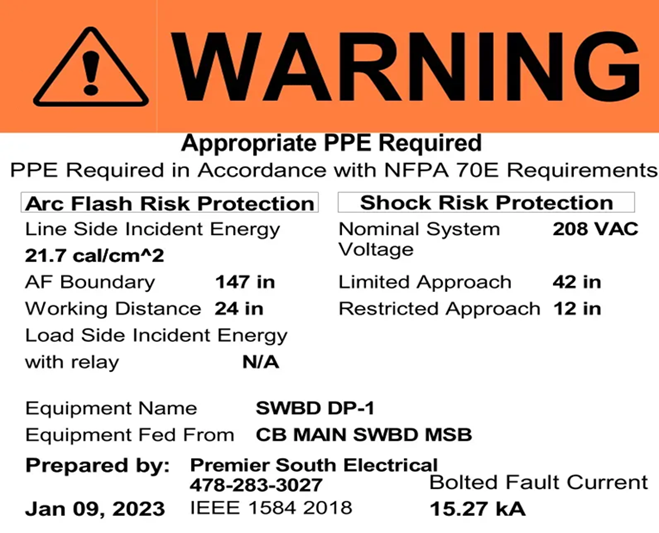 WARNING
Appropriate PPE Required
PPE Required in Accordance with NFPA 70E Requirements
Arc Flash Risk Protection
Line Side Incident Energy
21.7 cal/cm^2
AF Boundary 147 in
Working Distance 24 in
Load Side Incident Energy
with relay N/A
Shock Risk Protection
Nominal System 208 VAC
Voltage
Limited Approach 42 in
Restricted Approach 12 in
Equipment Name SWBD DP-1
Equipment Fed From CB MAIN SWBD MSB
Prepared by: Premier South Electrical
478-283-3027
Bolted Fault Current
Jan 09, 2023 IEEE 1584 2018 15.27 kA